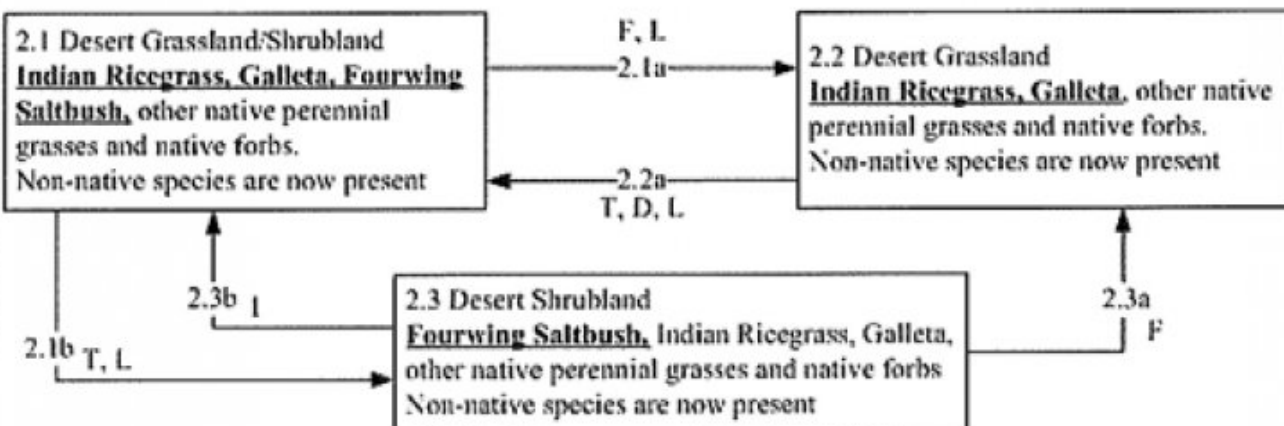 2.1 Desert Grassland/Shrubland
Indian Ricegrass, Galleta, Fourwing
Saltbush, other native perennial
grasses and native forbs.
Non-native species are now present
F, L
2.1a
2.2 Desert Grassland
Indian Ricegrass, Galleta, other native
perennial grasses and native forbs.
Non-native species are now present
2.2a
T, D, L
2.3b I
2.1b T, L
2.3 Desert Shrubland
Fourwing Saltbush, Indian Ricegrass, Galleta,
other native perennial grasses and native forbs
Non-native species are now present
2.3a
F